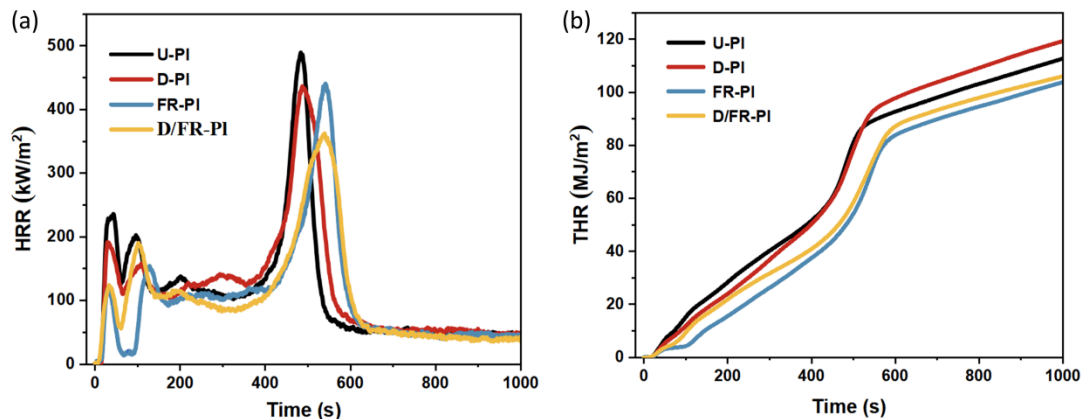 (a)
HRR (kW/m²)
500
400
300
200
100
0
U-PI
D-PI
FR-PI
D/FR-PI
0 200 400 600 800 1000
Time (s)
(b)
THR (MJ/m²)
120
100
80
60
40
20
0
U-PI
D-PI
FR-PI
D/FR-PI
0 200 400 600 800 1000
Time (s)